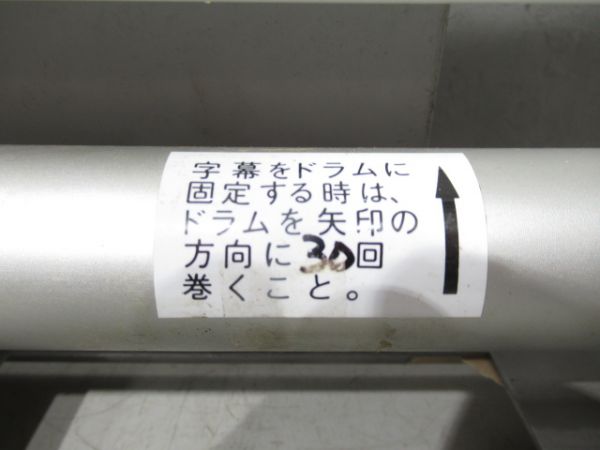 字幕をドラムに
固定する時は、
ドラムを矢印の
方向に30回
巻くこと。